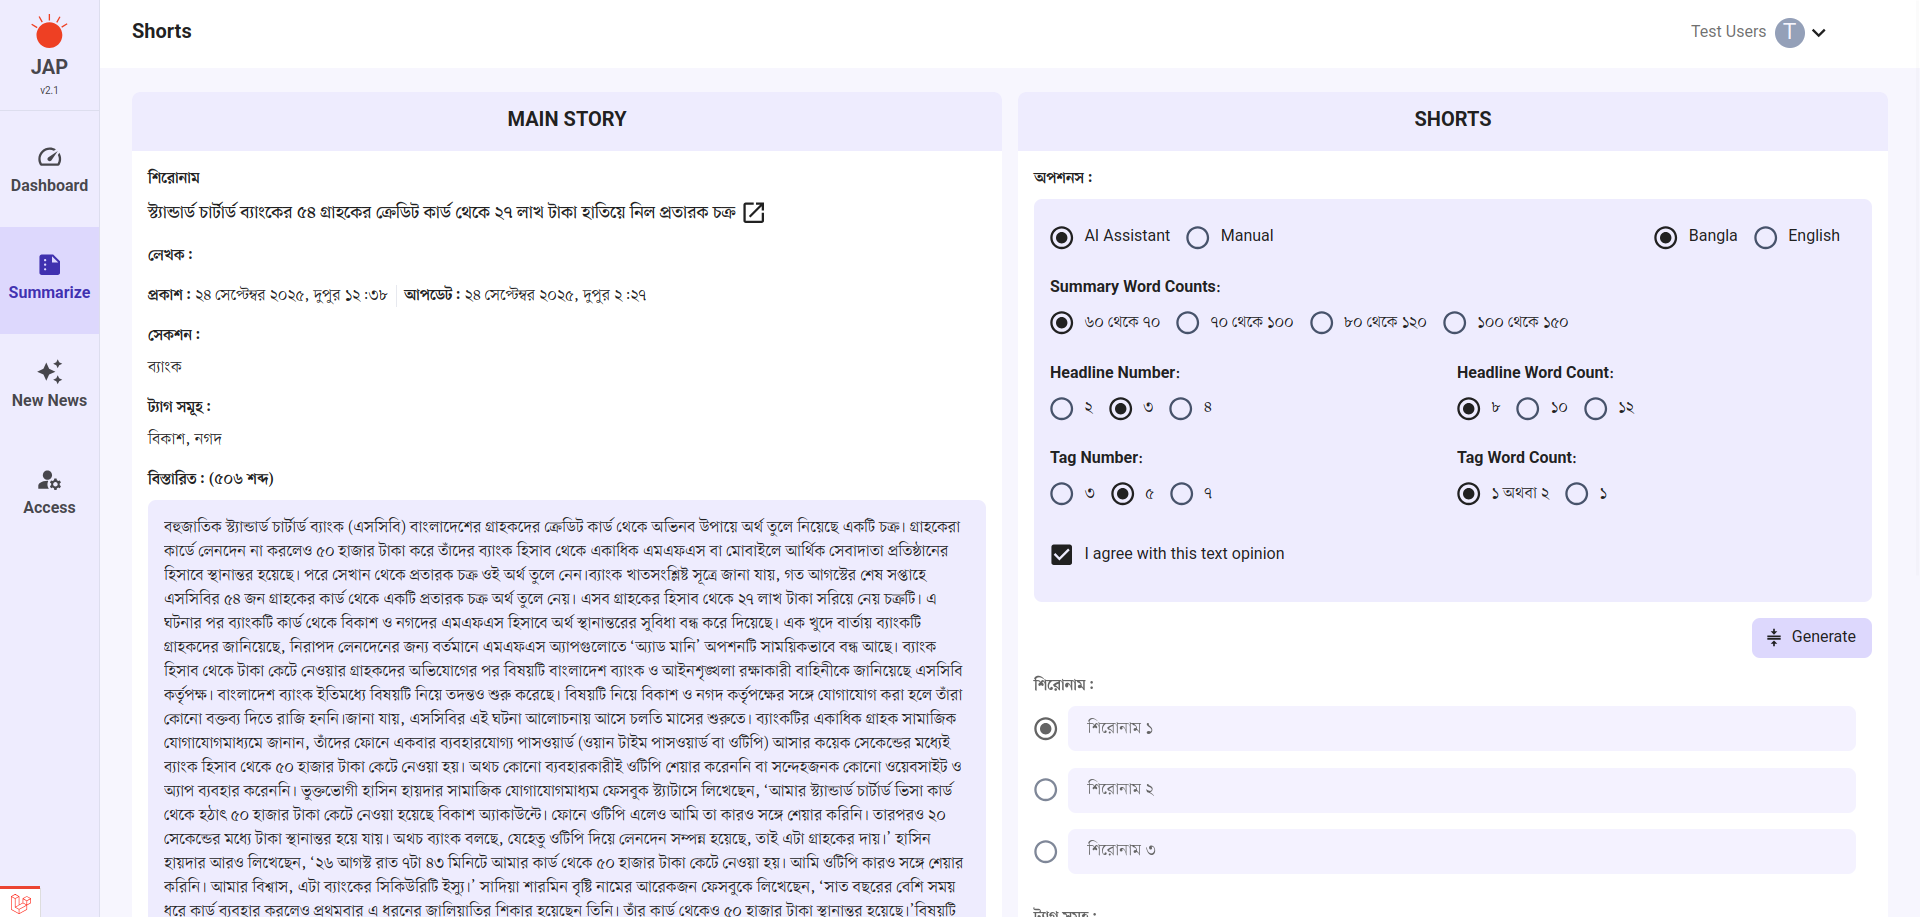 JAP
v2.1
Dashboard
Summarize
New News
Access
Shorts
Test Users
T
MAIN STORY
শিরোনাম
স্ট্যান্ডার্ড চার্টার্ড ব্যাংকের ৫৪ গ্রাহকের ক্রেডিট কার্ড থেকে ২৭ লাখ টাকা হাতিয়ে নিল প্রতারক চক্র
লেখক :
প্রকাশ : ২৪ সেপ্টেম্বর ২০২৫, দুপুর ১২ :৩৮ আপডেট : ২৪ সেপ্টেম্বর ২০২৫, দুপুর ২ :২৭
সেকশন :
ব্যাংক
ট্যাগ সমূহ :
বিকাশ, নগদ
বিস্তারিত : (৫০৬ শব্দ)
বহুজাতিক স্ট্যান্ডার্ড চার্টার্ড ব্যাংক (এসসিবি) বাংলাদেশের গ্রাহকদের ক্রেডিট কার্ড থেকে অভিনব উপায়ে অর্থ তুলে নিয়েছে একটি চক্র। গ্রাহকেরা
কার্ডে লেনদেন না করলেও ৫০ হাজার টাকা করে তাঁদের ব্যাংক হিসাব থেকে একাধিক এমএফএস বা মোবাইলে আর্থিক সেবাদাতা প্রতিষ্ঠানের
হিসাবে স্থানান্তর হয়েছে। পরে সেখান থেকে প্রতারক চক্র ওই অর্থ তুলে নেন।ব্যাংক খাতসংশ্লিষ্ট সূত্রে জানা যায়, গত আগস্টের শেষ সপ্তাহে
এসসিবির ৫৪ জন গ্রাহকের কার্ড থেকে একটি প্রতারক চক্র অর্থ তুলে নেয়। এসব গ্রাহকের হিসাব থেকে ২৭ লাখ টাকা সরিয়ে নেয় চক্রটি। এ
ঘটনার পর ব্যাংকটি কার্ড থেকে বিকাশ ও নগদের এমএফএস হিসাবে অর্থ স্থানান্তরের সুবিধা বন্ধ করে দিয়েছে। এক খুদে বার্তায় ব্যাংকটি
গ্রাহকদের জানিয়েছে, নিরাপদ লেনদেনের জন্য বর্তমানে এমএফএস অ্যাপগুলোতে ‘অ্যাড মানি’ অপশনটি সাময়িকভাবে বন্ধ আছে। ব্যাংক
হিসাব থেকে টাকা কেটে নেওয়ার গ্রাহকদের অভিযোগের পর বিষয়টি বাংলাদেশ ব্যাংক ও আইনশৃঙ্খলা রক্ষাকারী বাহিনীকে জানিয়েছে এসসিবি
কর্তৃপক্ষ। বাংলাদেশ ব্যাংক ইতিমধ্যে বিষয়টি নিয়ে তদন্তও শুরু করেছে। বিষয়টি নিয়ে বিকাশ ও নগদ কর্তৃপক্ষের সঙ্গে যোগাযোগ করা হলে তাঁরা
কোনো বক্তব্য দিতে রাজি হননি।জানা যায়, এসসিবির এই ঘটনা আলোচনায় আসে চলতি মাসের শুরুতে। ব্যাংকটির একাধিক গ্রাহক সামাজিক
যোগাযোগমাধ্যমে জানান, তাঁদের ফোনে একবার ব্যবহারযোগ্য পাসওয়ার্ড (ওয়ান টাইম পাসওয়ার্ড বা ওটিপি) আসার কয়েক সেকেন্ডের মধ্যেই
ব্যাংক হিসাব থেকে ৫০ হাজার টাকা কেটে নেওয়া হয়। অথচ কোনো ব্যবহারকারীই ওটিপি শেয়ার করেননি বা সন্দেহজনক কোনো ওয়েবসাইট ও
অ্যাপ ব্যবহার করেননি। ভুক্তভোগী হাসিন হায়দার সামাজিক যোগাযোগমাধ্যম ফেসবুক স্ট্যাটাসে লিখেছেন, ‘আমার স্ট্যান্ডার্ড চার্টার্ড ভিসা কার্ড
থেকে হঠাৎ ৫০ হাজার টাকা কেটে নেওয়া হয়েছে বিকাশ অ্যাকাউন্টে। ফোনে ওটিপি এলেও আমি তা কারও সঙ্গে শেয়ার করিনি। তারপরও ২০
সেকেন্ডের মধ্যে টাকা স্থানান্তর হয়ে যায়। অথচ ব্যাংক বলছে, যেহেতু ওটিপি দিয়ে লেনদেন সম্পন্ন হয়েছে, তাই এটা গ্রাহকের দায়।’ হাসিন
হায়দার আরও লিখেছেন, ‘২৬ আগস্ট রাত ৭টা ৪৩ মিনিটে আমার কার্ড থেকে ৫০ হাজার টাকা কেটে নেওয়া হয়। আমি ওটিপি কারও সঙ্গে শেয়ার
করিনি। আমার বিশ্বাস, এটা ব্যাংকের সিকিউরিটি ইস্যু।’ সাদিয়া শারমিন বৃষ্টি নামের আরেকজন ফেসবুকে লিখেছেন, ‘সাত বছরের বেশি সময়
ধরে কার্ড ব্যবহার করলেও প্রথমবার এ ধরনের জালিয়াতির শিকার হয়েছেন তিনি। তাঁর কার্ড থেকেও ৫০ হাজার টাকা স্থানান্তর হয়েছে।’বিষয়টি
SHORTS
অপশনস :
AI Assistant Manual Bangla English
Summary Word Counts:
৬০ থেকে ৭০ ৭০ থেকে ১০০ ৮০ থেকে ১২০ ১০০ থেকে ১৫০
Headline Number: Headline Word Count:
২ ৩ ৪ ৮ ১০ ১২
Tag Number: Tag Word Count:
৩ ৫ ৭ ১ অথবা ২ ১
I agree with this text opinion
Generate
শিরোনাম :
শিরোনাম ১
শিরোনাম ২
শিরোনাম ৩
ট্যাগ সমূহ :